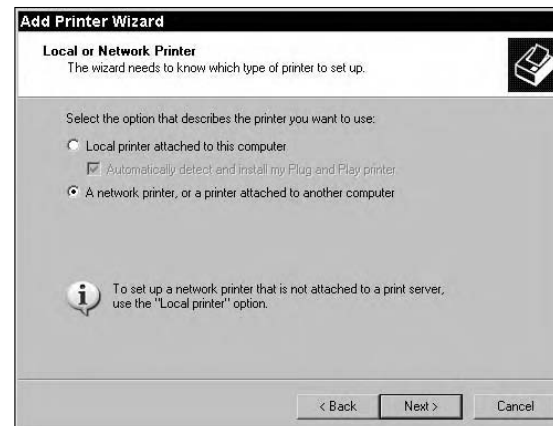 Add Printer Wizard
Local or Network Printer
The wizard needs to know which type of printer to set up.
Select the option that describes the printer you want to use:
Local printer attached to this computer
Automatically detect and install my Plug and Play printer
A network printer, or a printer attached to another computer
To set up a network printer that is not attached to a print server,
use the "Local printer" option.
< Back
Next >
Cancel